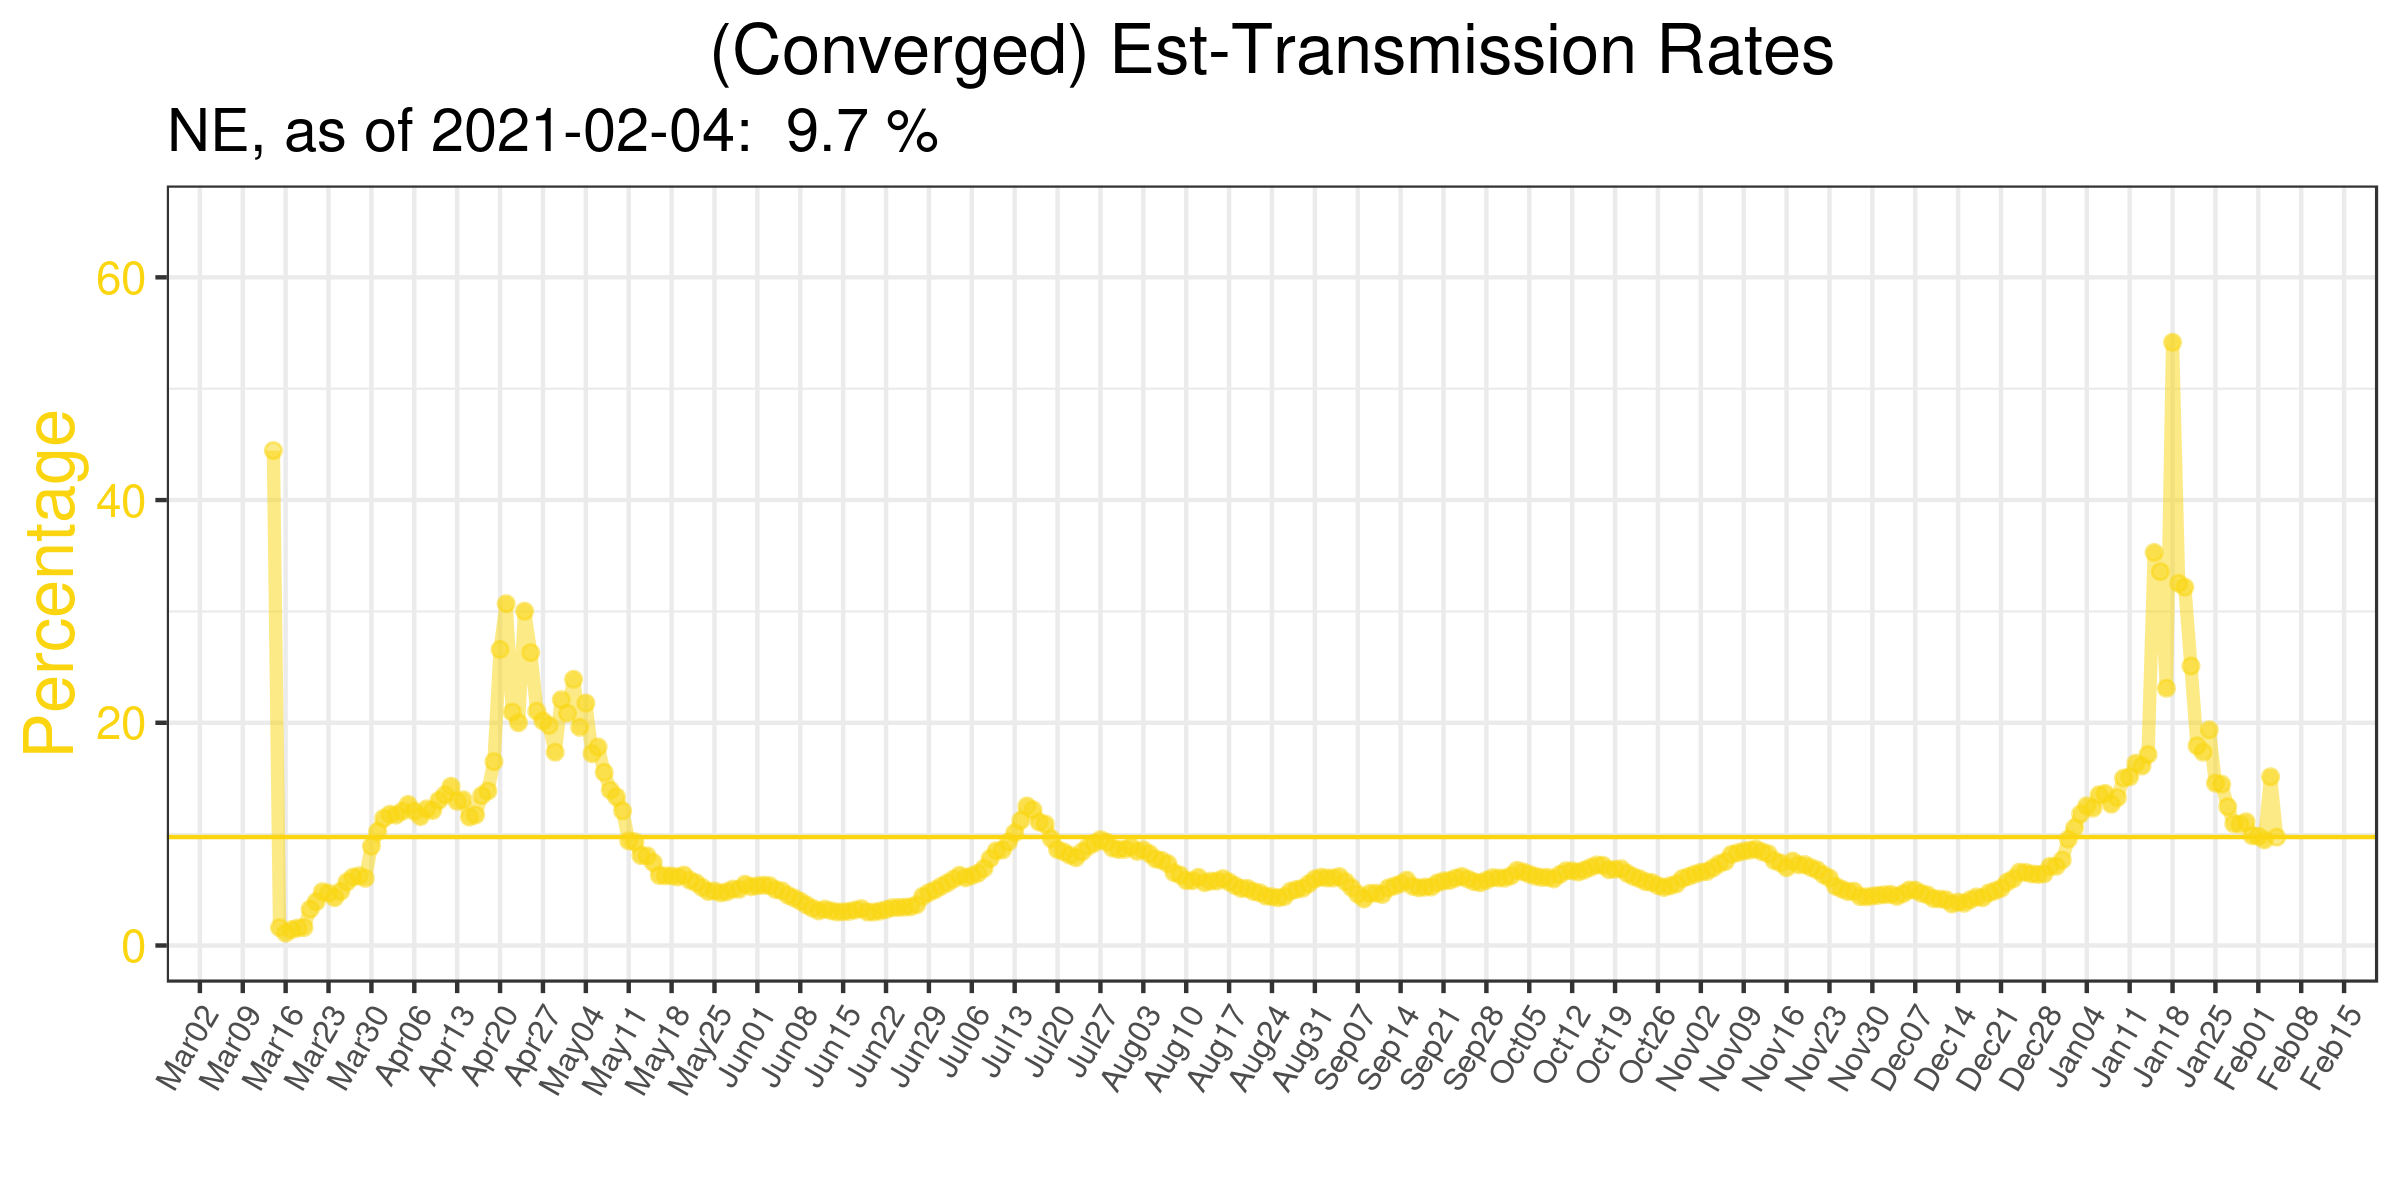 (Converged) Est-Transmission Rates
NE, as of 2021-02-04:  9.7 %
Percentage
60
40
20
0
Mar02
Mar09
Mar16
Mar23
Mar30
Apr06
Apr13
Apr20
Apr27
May04
May11
May18
May25
Jun01
Jun08
Jun15
Jun22
Jun29
Jul06
Jul13
Jul20
Jul27
Aug03
Aug10
Aug17
Aug24
Aug31
Sep07
Sep14
Sep21
Sep28
Oct05
Oct12
Oct19
Oct26
Nov02
Nov09
Nov16
Nov23
Nov30
Dec07
Dec14
Dec21
Dec28
Jan04
Jan11
Jan18
Jan25
Feb01
Feb08
Feb15